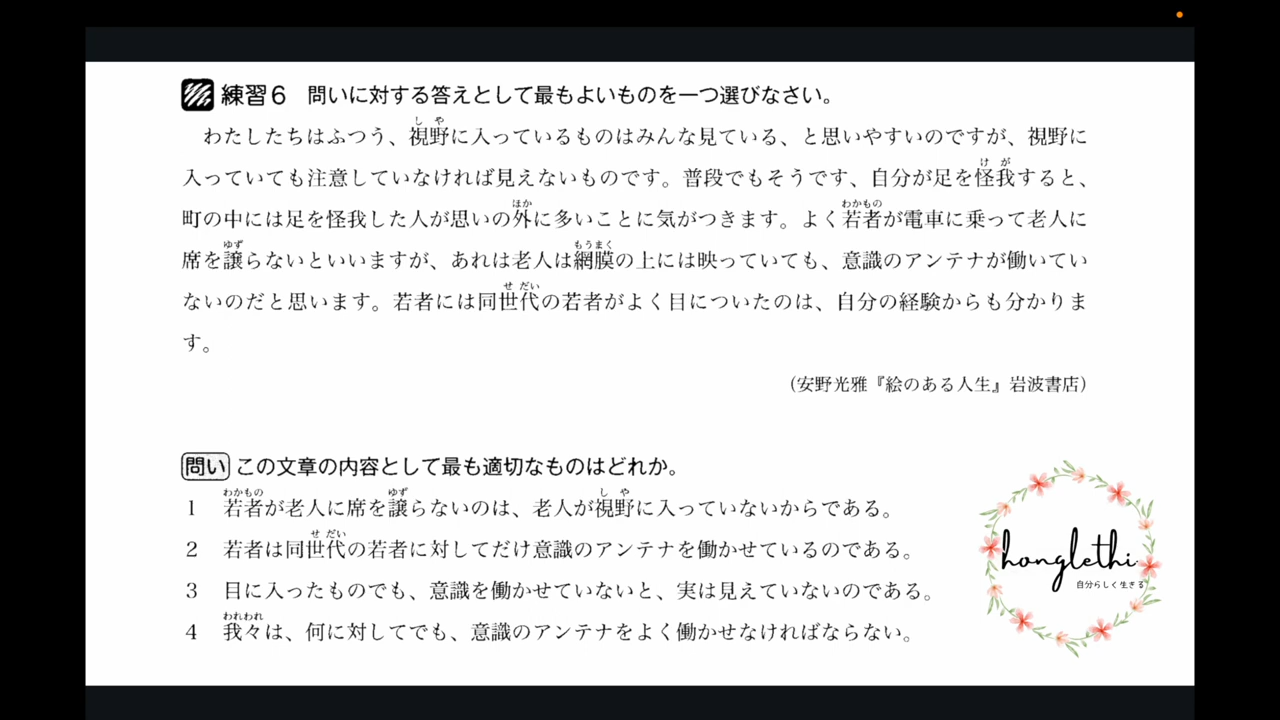 練習6 問いに対する答えとして最もよいものを一つ選びなさい。
わたしたちはふつう、視野に入っているものはみんな見ている、と思いやすいのですが、視野に
入っていても注意していなければ見えないものです。普段でもそうです、自分が足を怪我すると、
町の中には足を怪我した人が思いの外に多いことに気がつきます。よく若者が電車に乗って老人に
席を譲らないといいますが、あれは老人は網膜の上には映っていても、意識のアンテナが働いてい
ないのだと思います。若者には同世代の若者がよく目についたのは、自分の経験からも分かりま
す。
（安野光雅『絵のある人生』岩波書店）
問い この文章の内容として最も適切なものはどれか。
1 若者が老人に席を譲らないのは、老人が視野に入っていないからである。
2 若者は同世代の若者に対してだけ意識のアンテナを働かせているのである。
3 目に入ったものでも、意識を働かせていないと、実は見えていないのである。
4 我々は、何に対してでも、意識のアンテナをよく働かせなければならない。
honglethi
自分らしく生きる